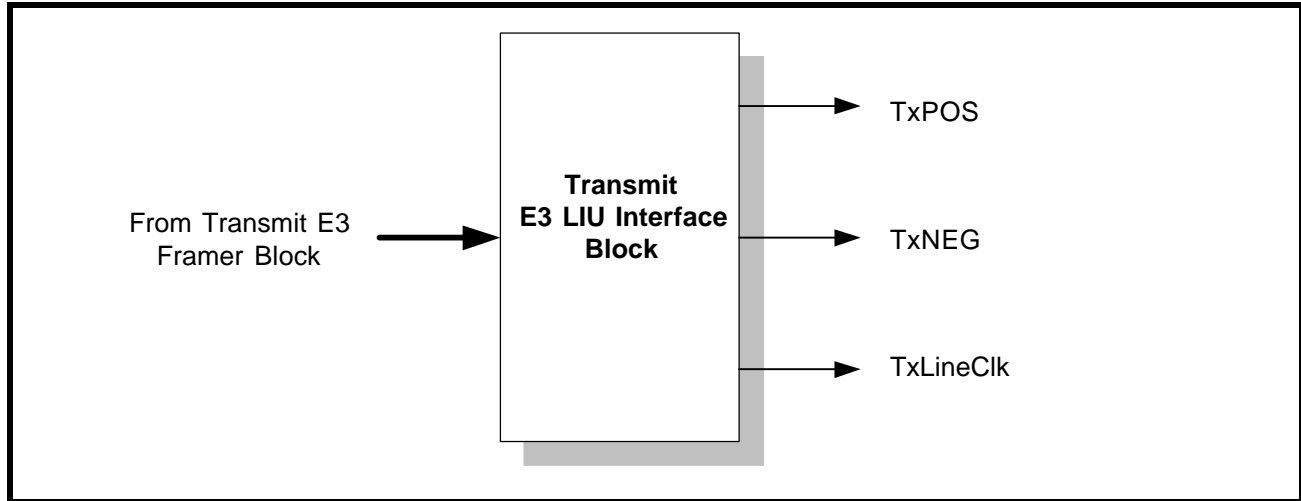 From Transmit E3
Framer Block
Transmit
E3 LIU Interface
Block
TxPOS
TxNEG
TxLineClk